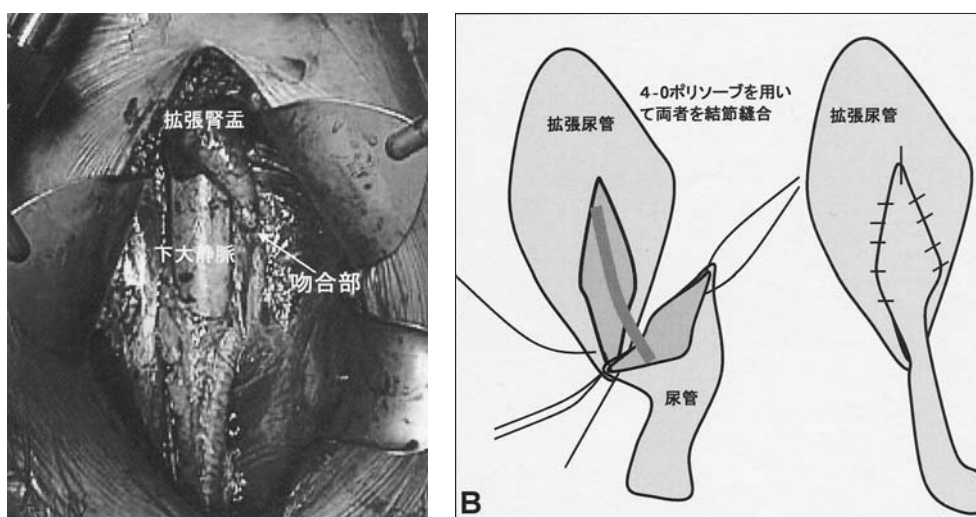 拡張腎盂
下大静脈
吻合部
4-0ポリソーブを用い
て両者を結節縫合
拡張尿管
拡張尿管
尿管
B